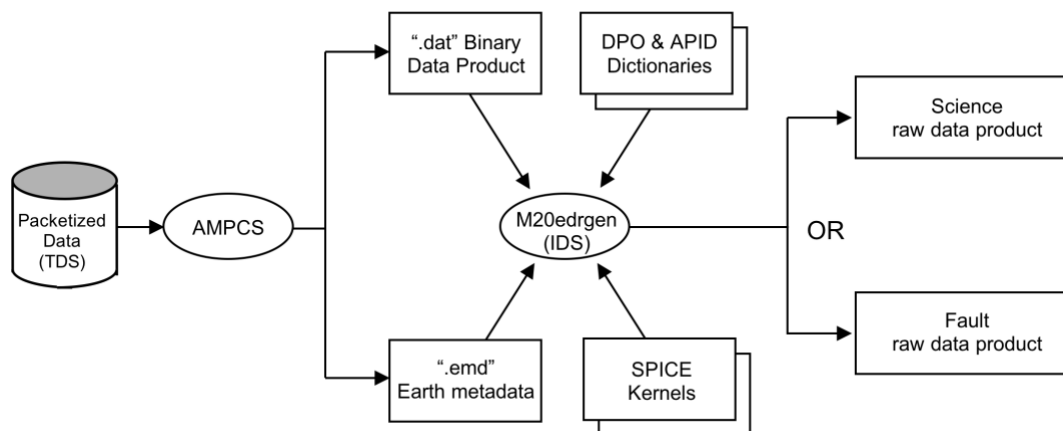 Packetized
Data
(TDS)
AMPCS
“.dat” Binary
Data Product
DPO & APID
Dictionaries
M20edrgen
(IDS)
“.emd”
Earth metadata
SPICE
Kernels
Science
raw data product
OR
Fault
raw data product